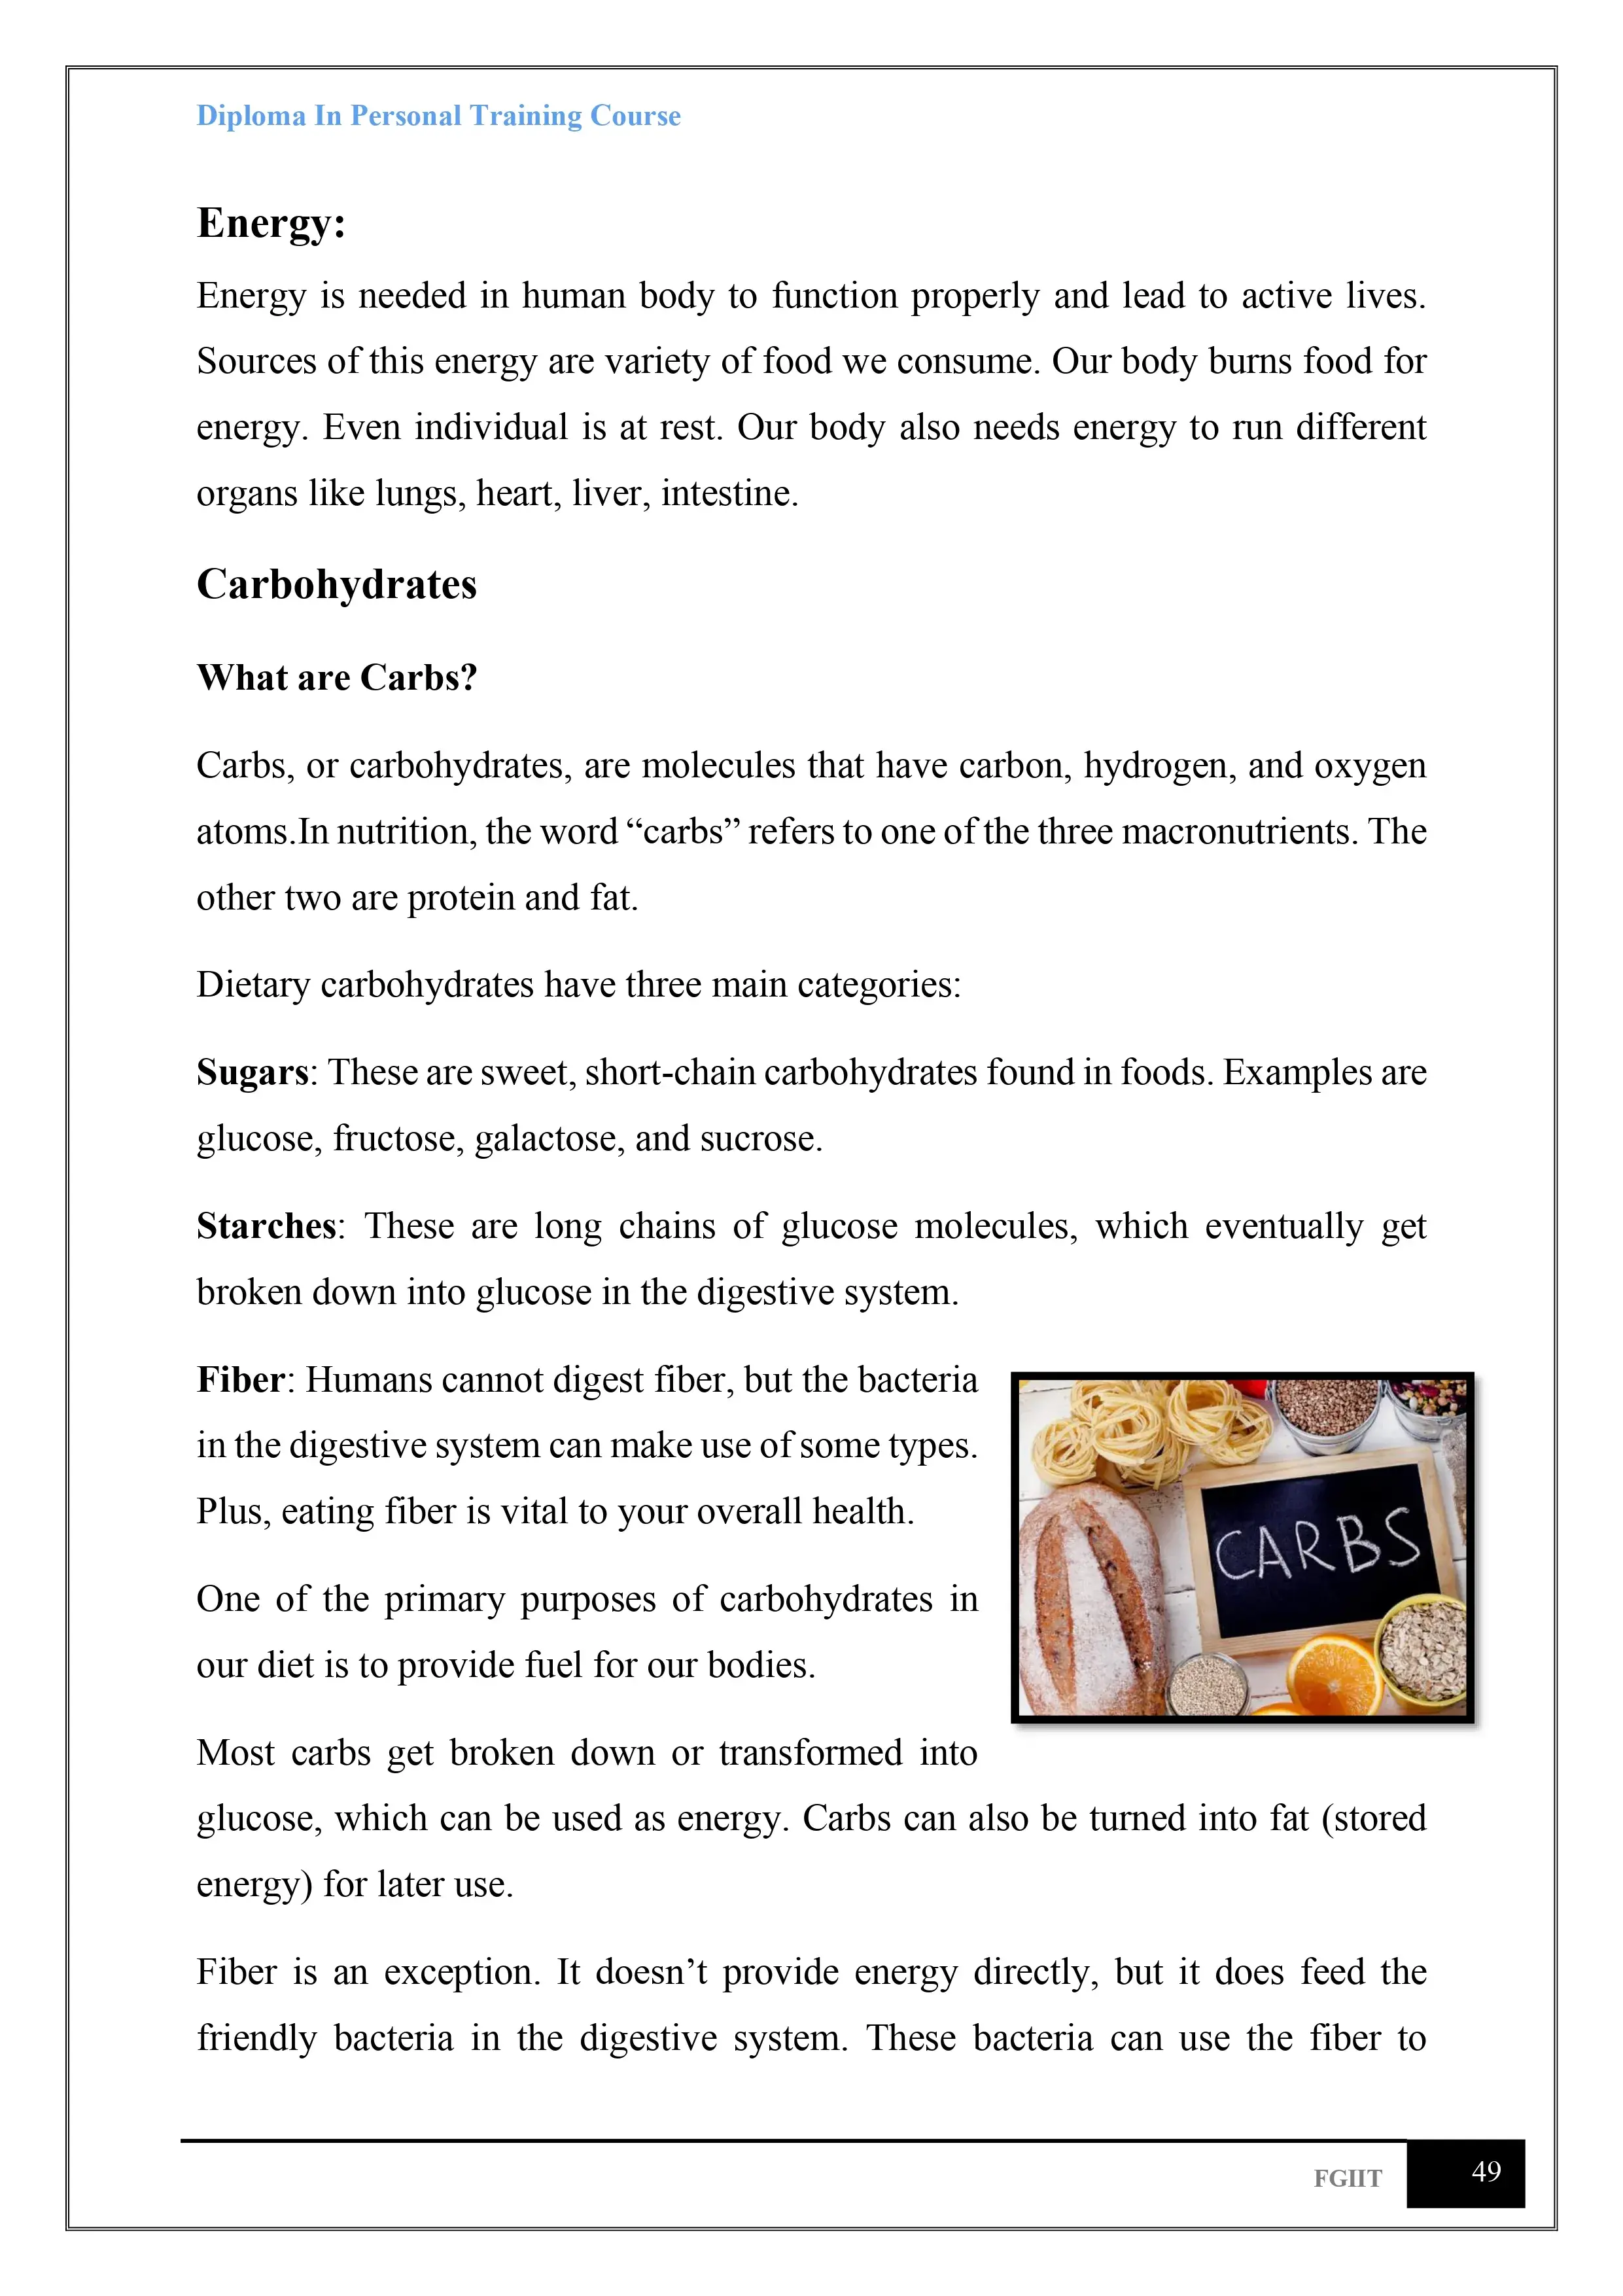 Diploma In Personal Training Course
Energy:
Energy is needed in human body to function properly and lead to active lives.
Sources of this energy are variety of food we consume. Our body burns food for
energy. Even individual is at rest. Our body also needs energy to run different
organs like lungs, heart, liver, intestine.
Carbohydrates
What are Carbs?
Carbs, or carbohydrates, are molecules that have carbon, hydrogen, and oxygen
atoms.In nutrition, the word “carbs” refers to one of the three macronutrients. The
other two are protein and fat.
Dietary carbohydrates have three main categories:
Sugars: These are sweet, short-chain carbohydrates found in foods. Examples are
glucose, fructose, galactose, and sucrose.
Starches: These are long chains of glucose molecules, which eventually get
broken down into glucose in the digestive system.
Fiber: Humans cannot digest fiber, but the bacteria
in the digestive system can make use of some types.
Plus, eating fiber is vital to your overall health.
CARBS
One of the primary purposes of carbohydrates in
our diet is to provide fuel for our bodies.
Most carbs get broken down or transformed into
glucose, which can be used as energy. Carbs can also be turned into fat (stored
energy) for later use.
Fiber is an exception. It doesn’t provide energy directly, but it does feed the
friendly bacteria in the digestive system. These bacteria can use the fiber to
FGIIT 49